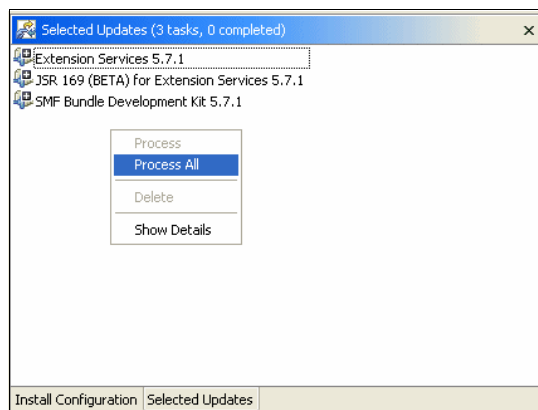 Selected Updates (3 tasks, 0 completed)
Extension Services 5.7.1
JSR 169 (BETA) for Extension Services 5.7.1
SMF Bundle Development Kit 5.7.1
Process
Process All
Delete
Show Details
Install Configuration Selected Updates